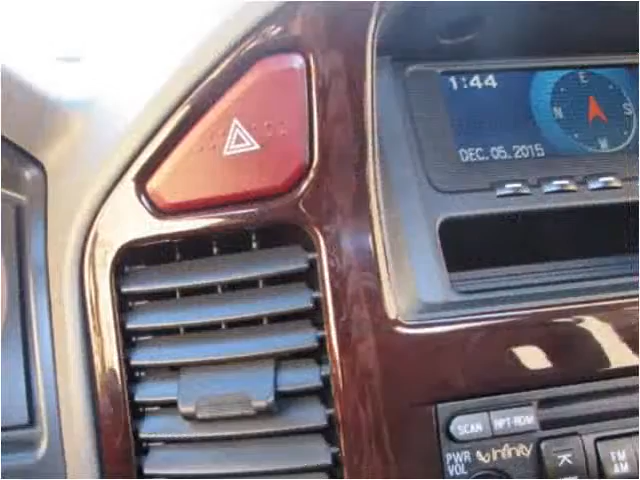 1:44
E
N
S
W
DEC. 05. 2015
SCAN
RPT-RDM
PWR
VOL
Infinity
FM
AM